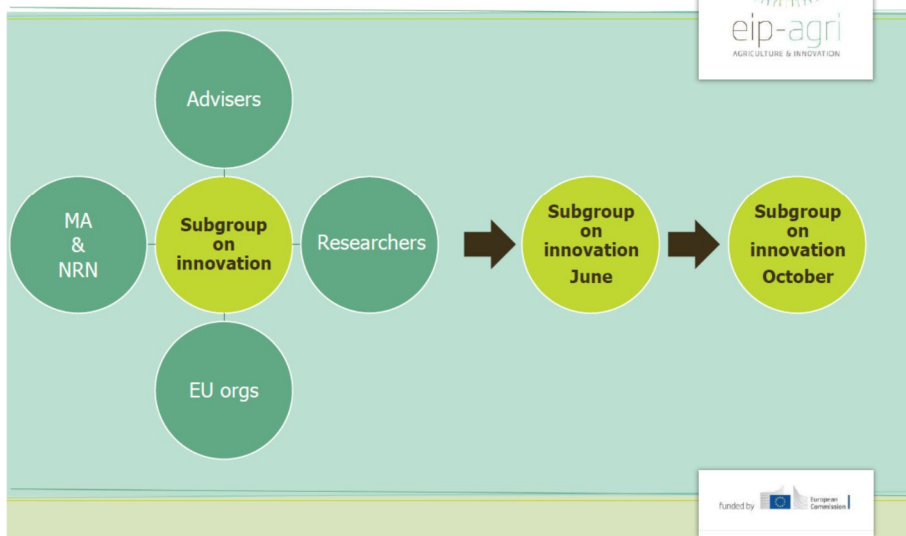 eip-agri
AGRICULTURE & INNOVATION
Advisers
MA
&
NRN
Subgroup
on
innovation
Researchers
EU orgs
Subgroup
on
innovation
June
Subgroup
on
innovation
October
funded by
European
Commission